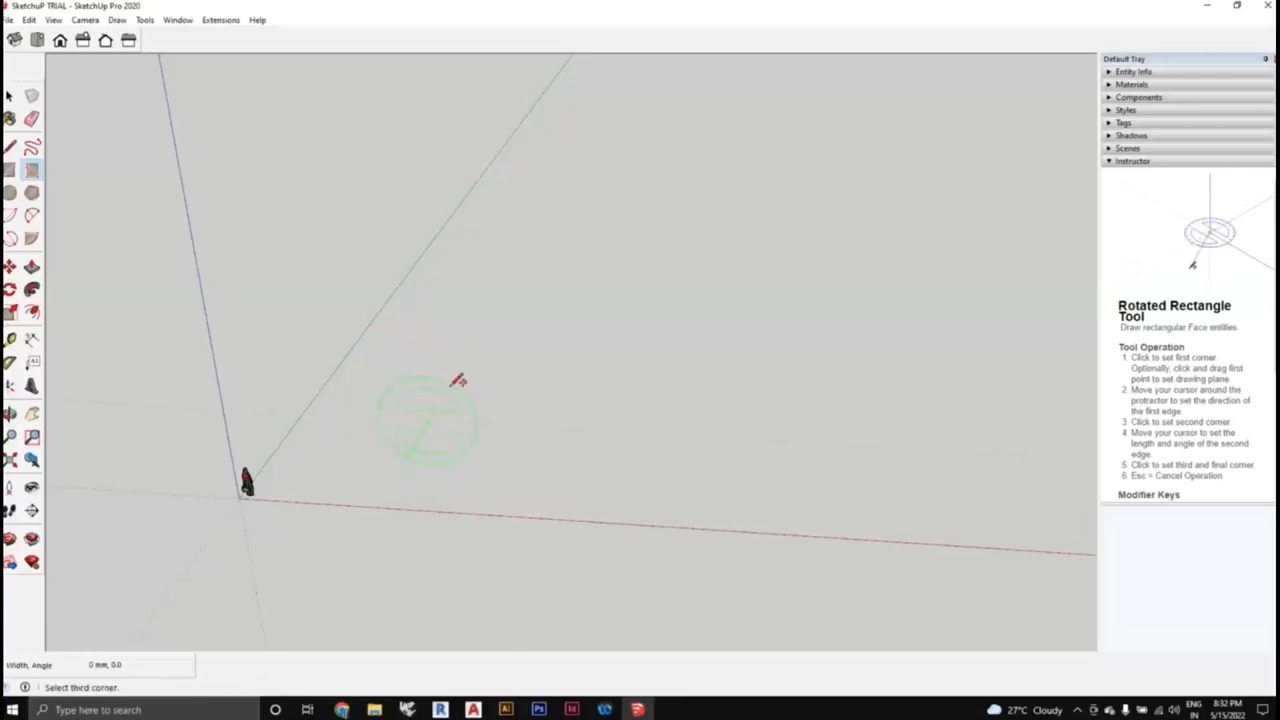 SketchuP TRIAL - SketchUp Pro 2020
File Edit View Camera Draw Tools Window Extensions Help
Default Tray
Entity Info
Materials
Components
Styles
Tags
Shadows
Scenes
Instructor
Rotated Rectangle
Tool
Draw rectangular Face entities.
Tool Operation
1. Click to set first corner.
Optionally, click and drag first
point to set drawing plane.
2. Move your cursor around the
protractor to set the direction of
the first edge.
3. Click to set second corner
4. Move your cursor to set the
length and angle of the second
edge.
5. Click to set third and final corner.
6. Esc = Cancel Operation.
Modifier Keys
Width, Angle 0 mm, 0.0
Select third corner.
Type here to search
R A Ai Ps Id
27°C Cloudy
ENG
IN
8:32 PM
5/15/2022